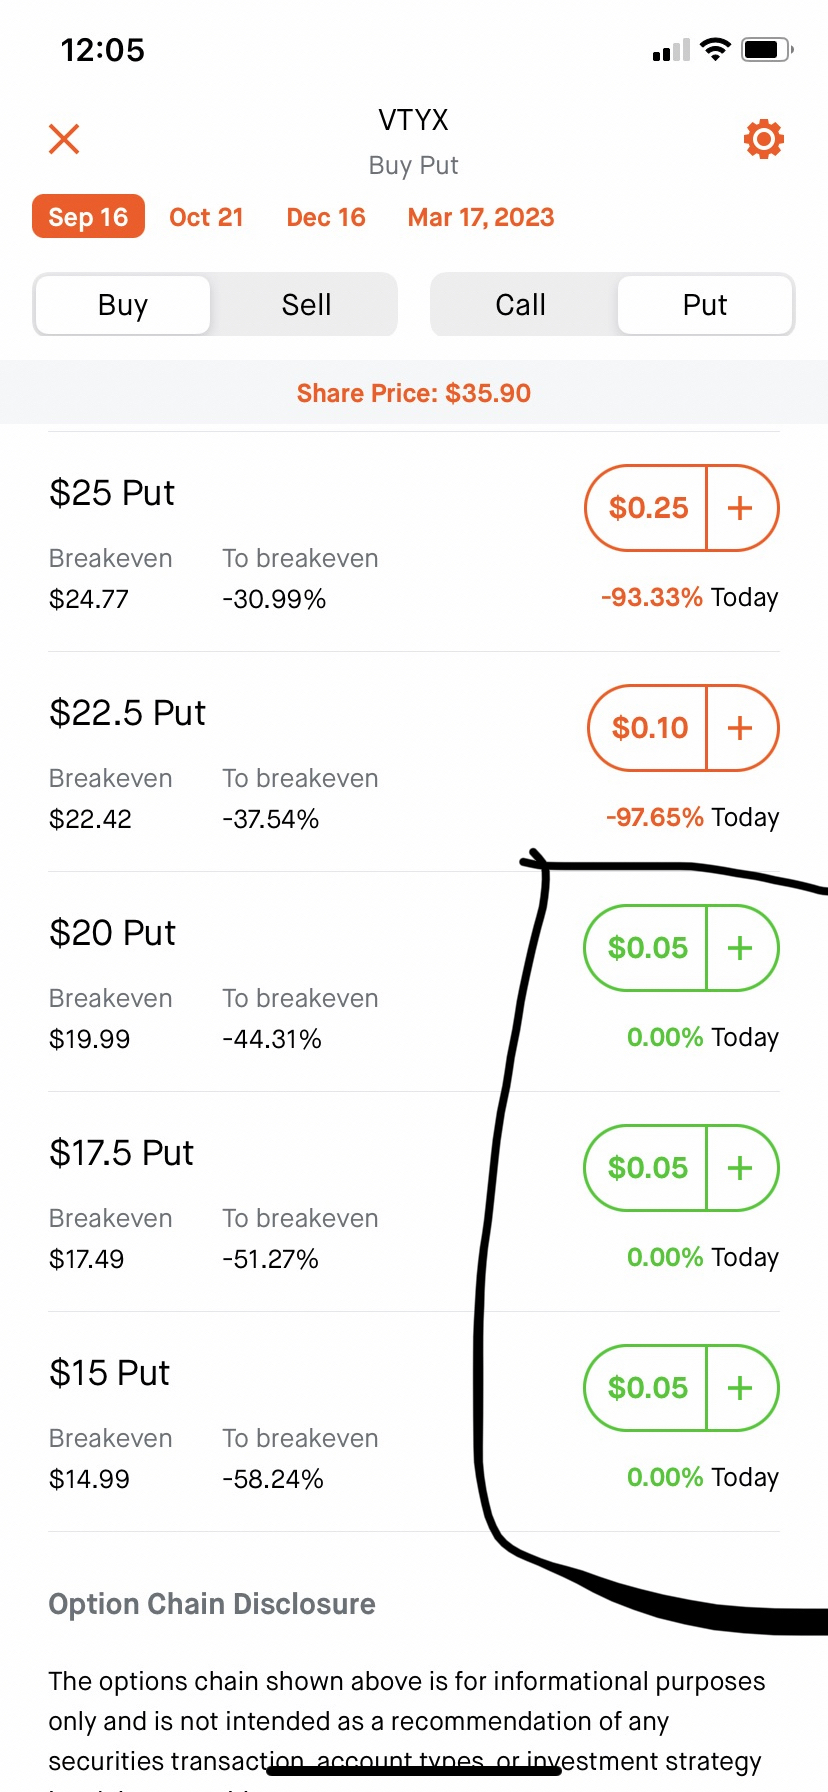 12:05
VTYX
Buy Put
Sep 16 Oct 21 Dec 16 Mar 17, 2023
Buy Sell Call Put
Share Price: $35.90
$25 Put $0.25 +
Breakeven To breakeven
$24.77 -30.99% -93.33% Today
$22.5 Put $0.10 +
Breakeven To breakeven
$22.42 -37.54% -97.65% Today
$20 Put $0.05 +
Breakeven To breakeven
$19.99 -44.31% 0.00% Today
$17.5 Put $0.05 +
Breakeven To breakeven
$17.49 -51.27% 0.00% Today
$15 Put $0.05 +
Breakeven To breakeven
$14.99 -58.24% 0.00% Today
Option Chain Disclosure
The options chain shown above is for informational purposes
only and is not intended as a recommendation of any
securities transaction, account types, or investment strategy